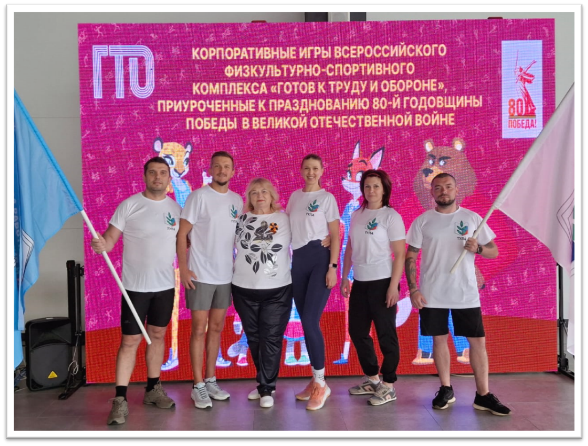 ГТО
КОРПОРАТИВНЫЕ ИГРЫ ВСЕРОССИЙСКОГО
ФИЗКУЛЬТУРНО-СПОРТИВНОГО
КОМПЛЕКСА «ГОТОВ К ТРУДУ И ОБОРОНЕ»,
ПРИУРОЧЕННЫЕ К ПРАЗДНОВАНИЮ 80-Й ГОДОВЩИНЫ
ПОБЕДЫ В ВЕЛИКОЙ ОТЕЧЕСТВЕННОЙ ВОЙНЕ
80
ПОБЕДА!